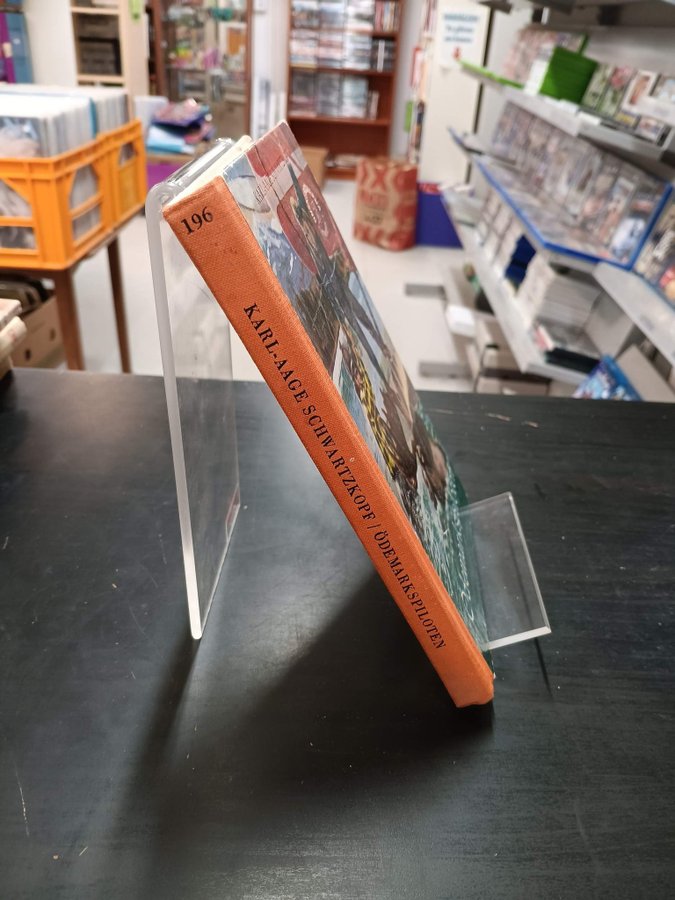 196
KARL-AAGE SCHWARTZKOPF / ÖDEMARKSPILOTEN